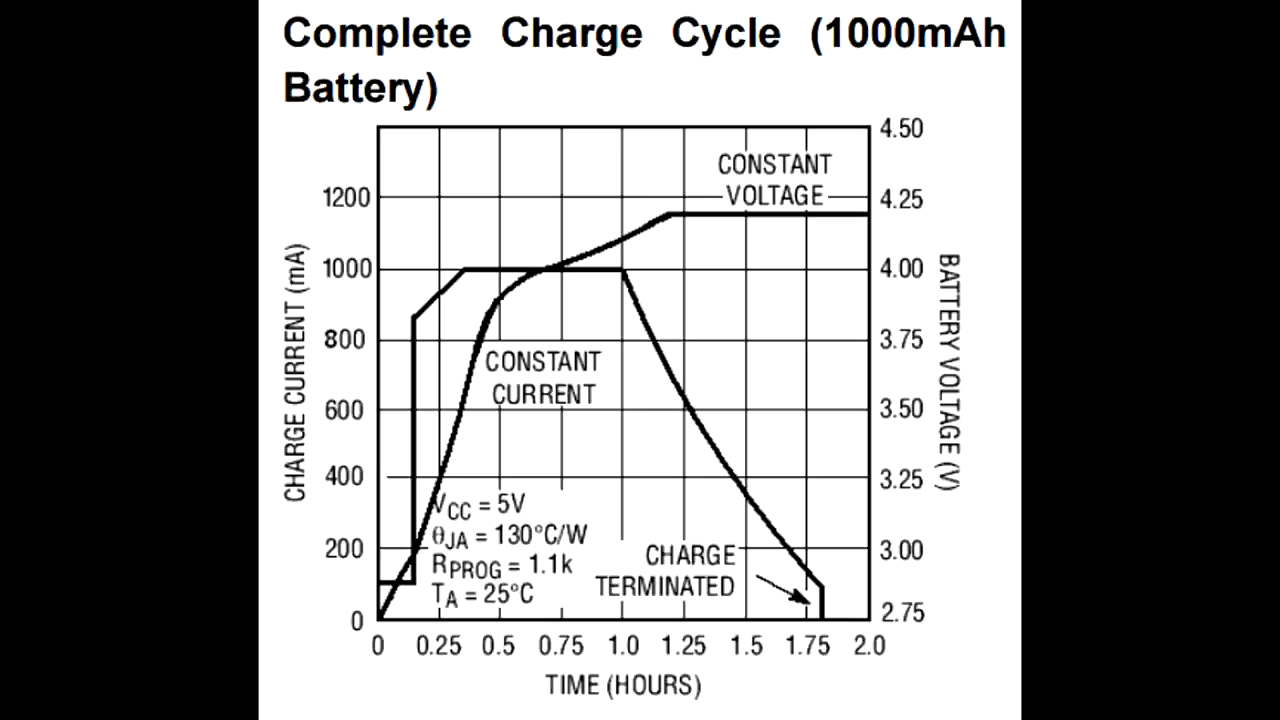 Complete Charge Cycle (1000mAh
Battery)
4.50
CONSTANT
VOLTAGE
1200
4.25
1000
4.00
800
3.75
CONSTANT
CURRENT
600
3.50
400
3.25
VCC = 5V
θJA = 130°C/W
RPROG = 1.1k
TA = 25°C
200
3.00
CHARGE
TERMINATED
0
2.75
0 0.25 0.5 0.75 1.0 1.25 1.5 1.75 2.0
TIME (HOURS)
CHARGE CURRENT (mA)
BATTERY VOLTAGE (V)